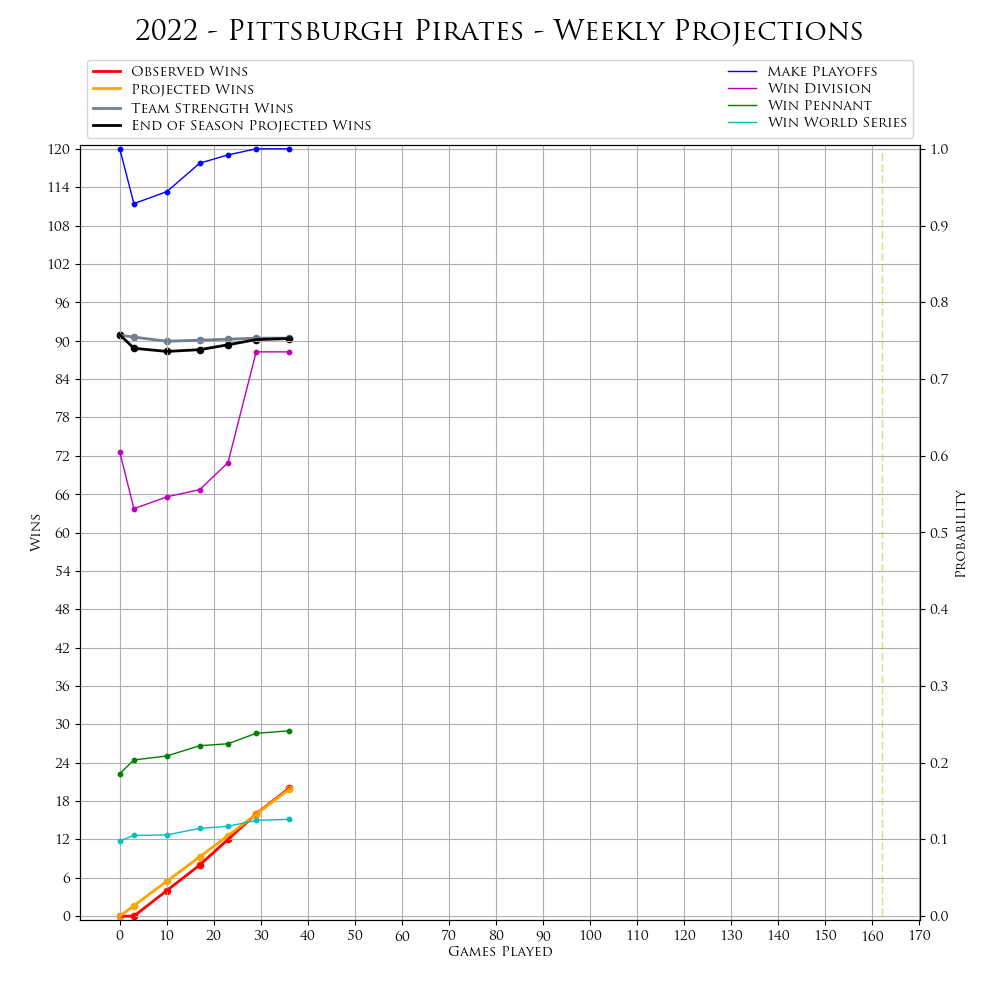 2022 - Pittsburgh Pirates - Weekly Projections
Observed Wins
Projected Wins
Team Strength Wins
End of Season Projected Wins
Make Playoffs
Win Division
Win Pennant
Win World Series
120
114
108
102
96
90
84
78
72
66
60
54
48
42
36
30
24
18
12
6
0
Wins
1.0
0.9
0.8
0.7
0.6
0.5
0.4
0.3
0.2
0.1
0.0
Probability
0 10 20 30 40 50 60 70 80 90 100 110 120 130 140 150 160 170
Games Played